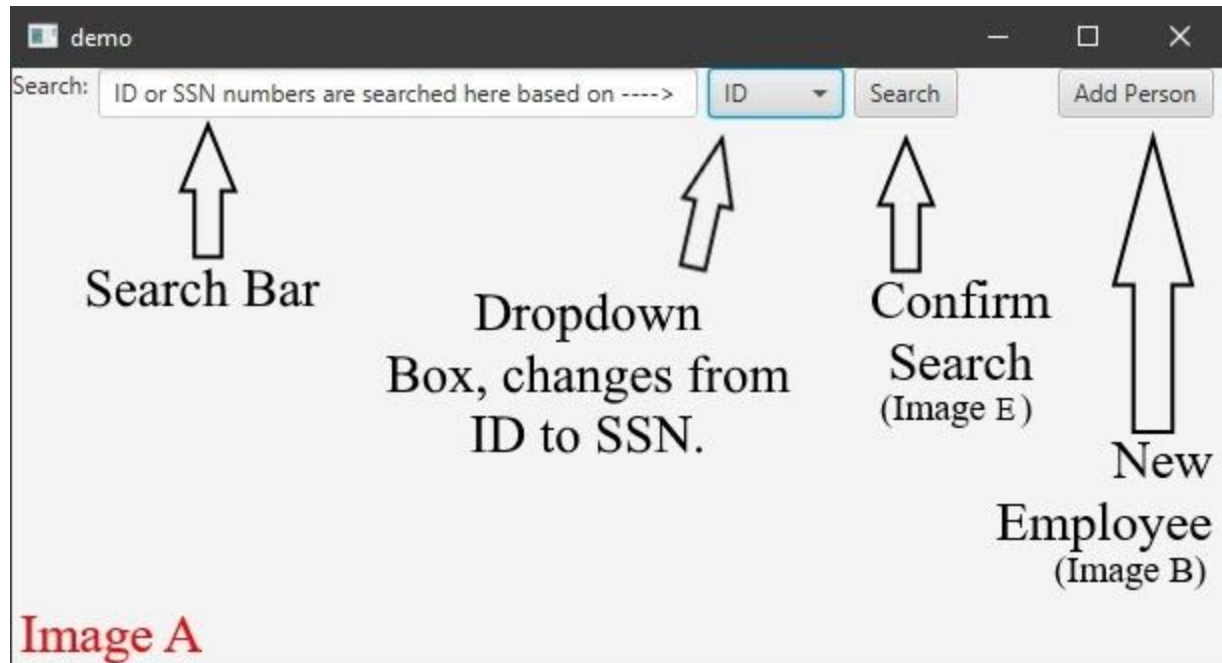 demo
Search: ID or SSN numbers are searched here based on ----> ID Search Add Person
Search Bar
Dropdown
Box, changes from
ID to SSN.
Confirm
Search
(Image E)
New
Employee
(Image B)
Image A